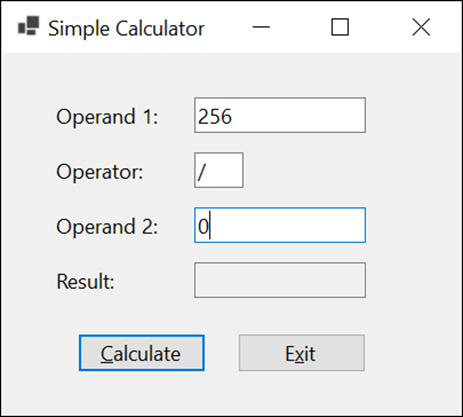 Simple Calculator
Operand 1: 256
Operator: /
Operand 2: 0
Result:
Calculate Exit